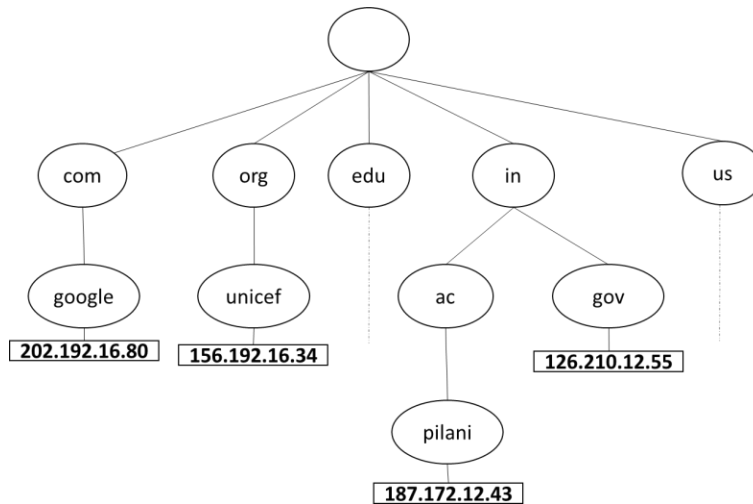 com
org
edu
in
us
google
unicef
ac
gov
202.192.16.80
156.192.16.34
126.210.12.55
pilani
187.172.12.43